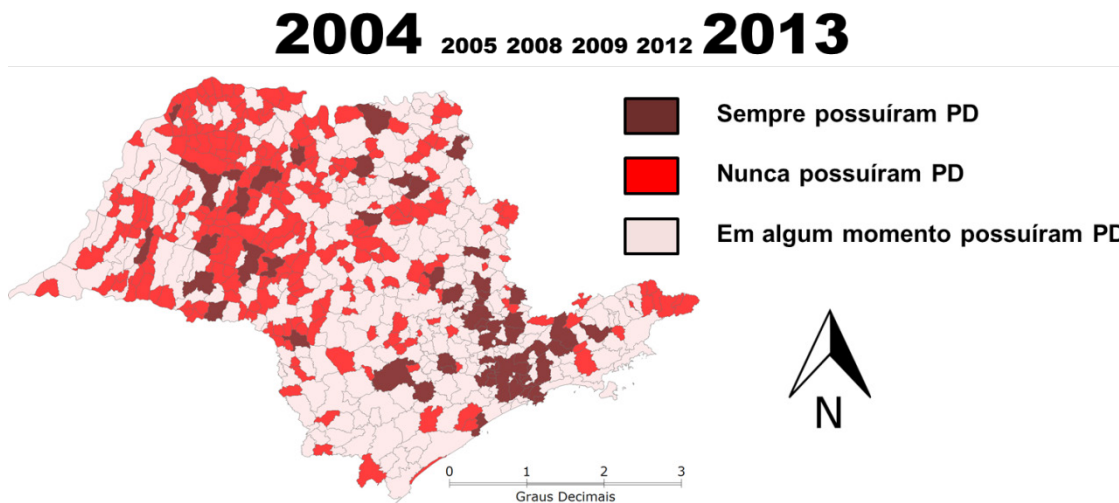 2004 2005 2008 2009 2012 2013
Sempre possuíram PD
Nunca possuíram PD
Em algum momento possuíram PD
N
0 1 2 3
Graus Decimais